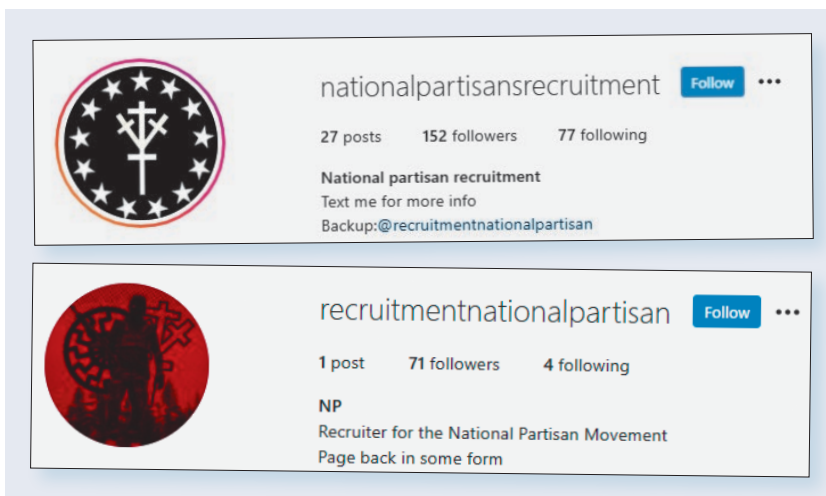 nationalpartisansrecruitment Follow •••
27 posts 152 followers 77 following
National partisan recruitment
Text me for more info
Backup:@recruitmentnationalpartisan
recruitmentnationalpartisan Follow •••
1 post 71 followers 4 following
NP
Recruiter for the National Partisan Movement
Page back in some form